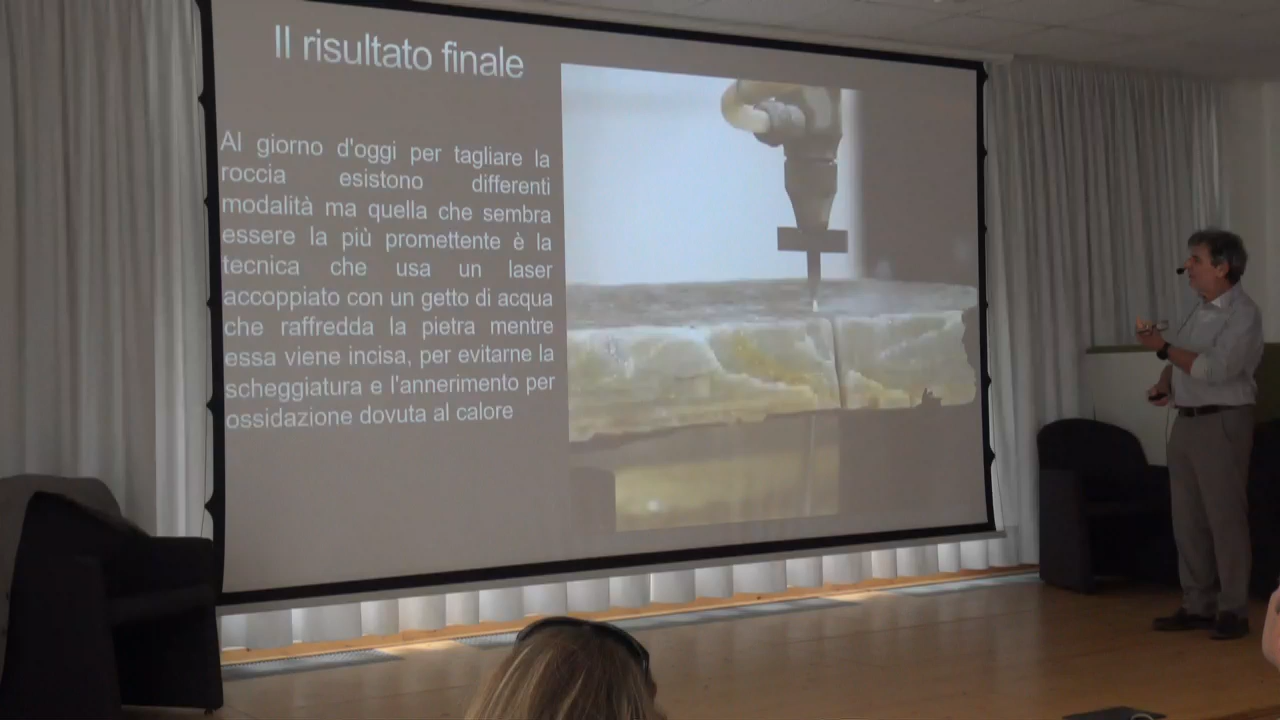 Il risultato finale
Al giorno d'oggi per tagliare la
roccia esistono differenti
modalità ma quella che sembra
essere la più promettente è la
tecnica che usa un laser
accoppiato con un getto di acqua
che raffredda la pietra mentre
essa viene incisa, per evitarne la
scheggiatura e l'annerimento per
ossidazione dovuta al calore